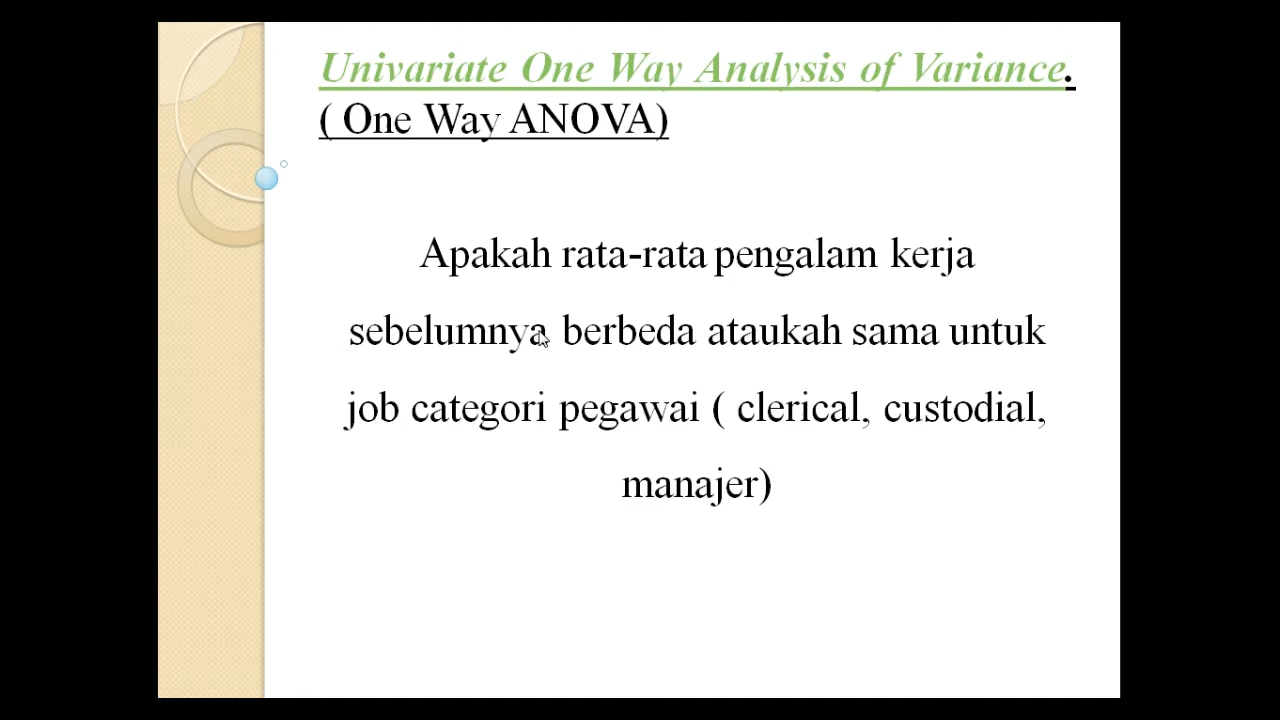 Univariate One Way Analysis of Variance.
( One Way ANOVA)
Apakah rata-rata pengalam kerja
sebelumnya berbeda ataukah sama untuk
job categori pegawai ( clerical, custodial,
manajer)